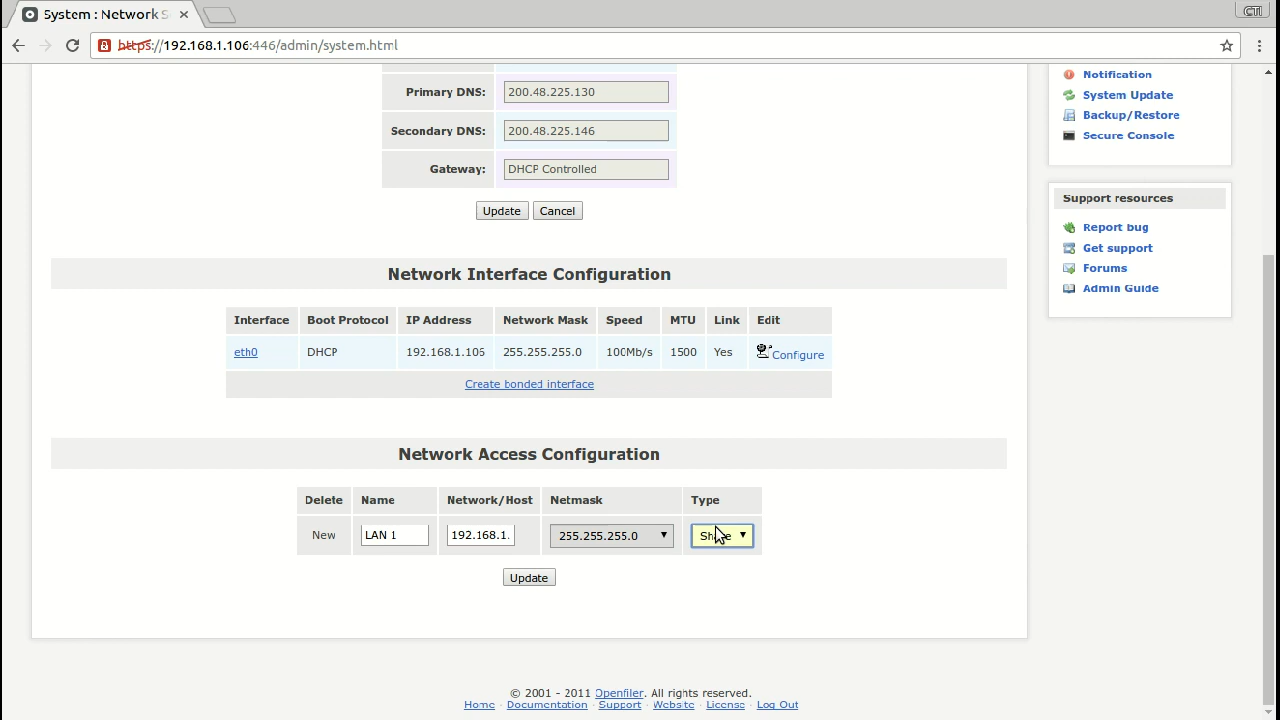 System : Network S
CTI
https://192.168.1.106:446/admin/system.html
Primary DNS: 200.48.225.130
Secondary DNS: 200.48.225.146
Gateway: DHCP Controlled
Update Cancel
Network Interface Configuration
Interface Boot Protocol IP Address Network Mask Speed MTU Link Edit
eth0 DHCP 192.168.1.106 255.255.255.0 100Mb/s 1500 Yes Configure
Create bonded interface
Network Access Configuration
Delete Name Network/Host Netmask Type
New LAN 1 192.168.1. 255.255.255.0
Update
Notification
System Update
Backup/Restore
Secure Console
Support resources
Report bug
Get support
Forums
Admin Guide
© 2001 - 2011 Openfiler. All rights reserved.
Home · Documentation · Support · Website · License · Log Out